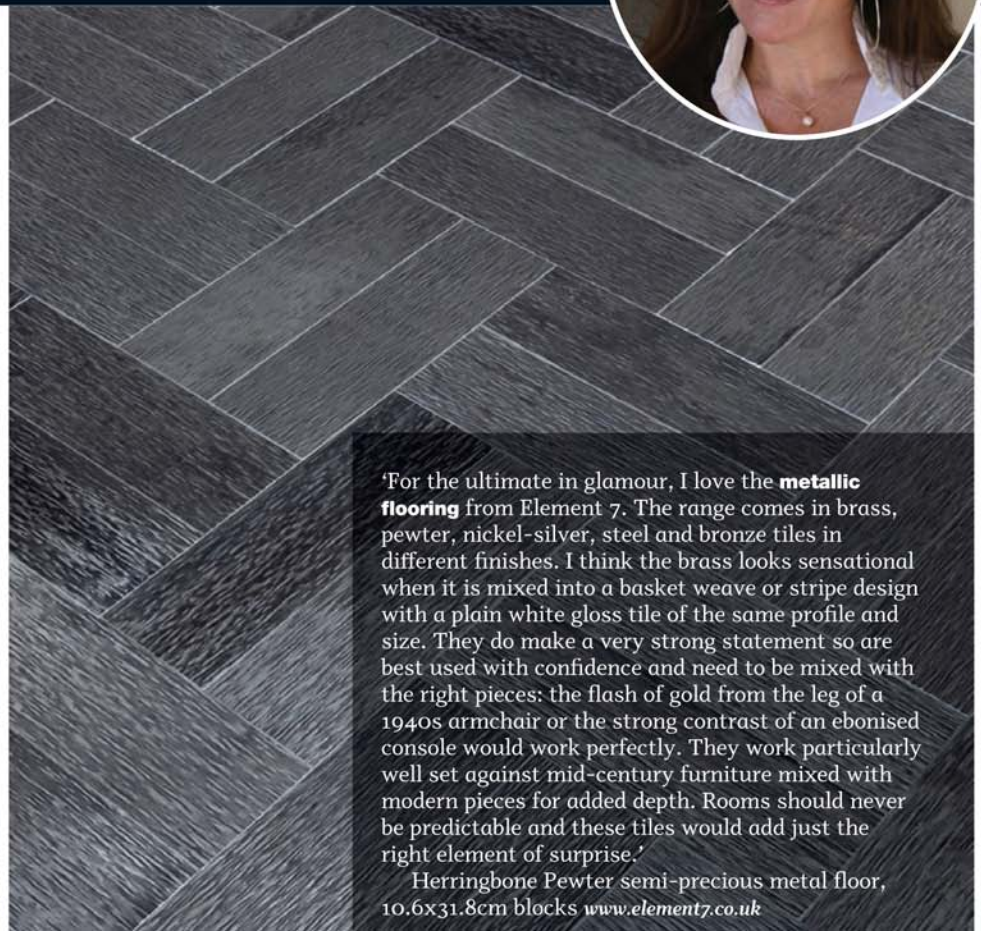 ‘For the ultimate in glamour, I love the metallic
flooring from Element 7. The range comes in brass,
pewter, nickel-silver, steel and bronze tiles in
different finishes. I think the brass looks sensational
when it is mixed into a basket weave or stripe design
with a plain white gloss tile of the same profile and
size. They do make a very strong statement so are
best used with confidence and need to be mixed with
the right pieces: the flash of gold from the leg of a
1940s armchair or the strong contrast of an ebonised
console would work perfectly. They work particularly
well set against mid-century furniture mixed with
modern pieces for added depth. Rooms should never
be predictable and these tiles would add just the
right element of surprise.’
Herringbone Pewter semi-precious metal floor,
10.6x31.8cm blocks www.element7.co.uk